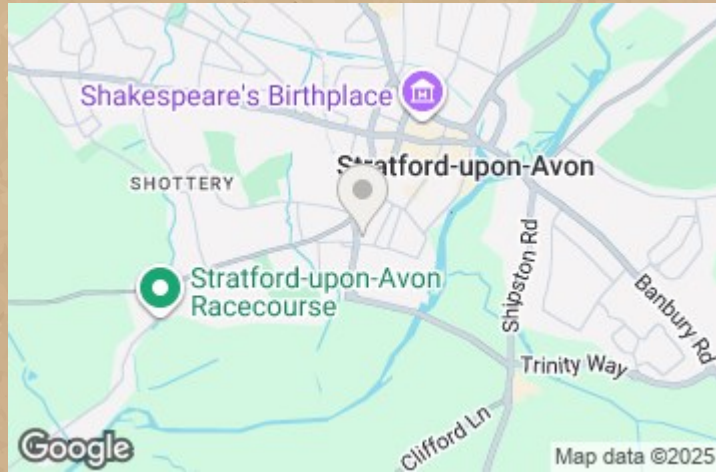 Shakespeare's Birthplace
Stratford-upon-Avon
SHOTTERY
Stratford-upon-Avon
Racecourse
Shipston Rd
Banbury Rd
Trinity Way
Clifford Ln
Google
Map data ©2025